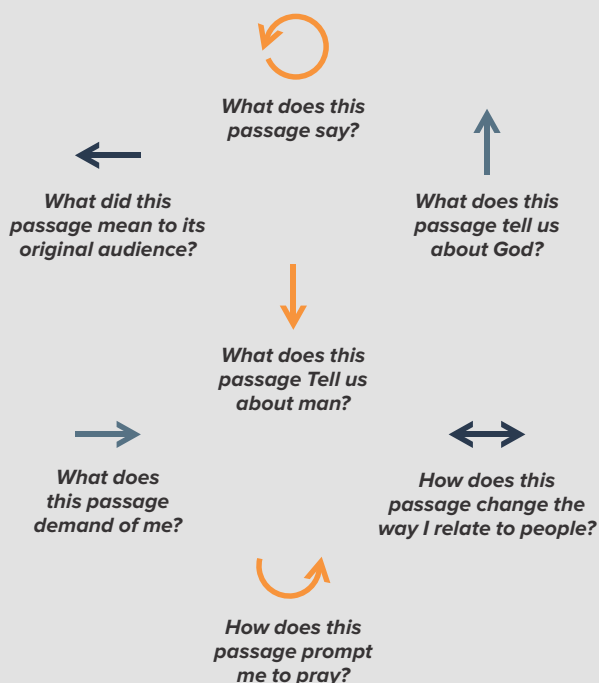 What does this
passage say?
What did this
passage mean to its
original audience?
What does this
passage tell us
about God?
What does this
passage Tell us
about man?
What does
this passage
demand of me?
How does this
passage change the
way I relate to people?
How does this
passage prompt
me to pray?